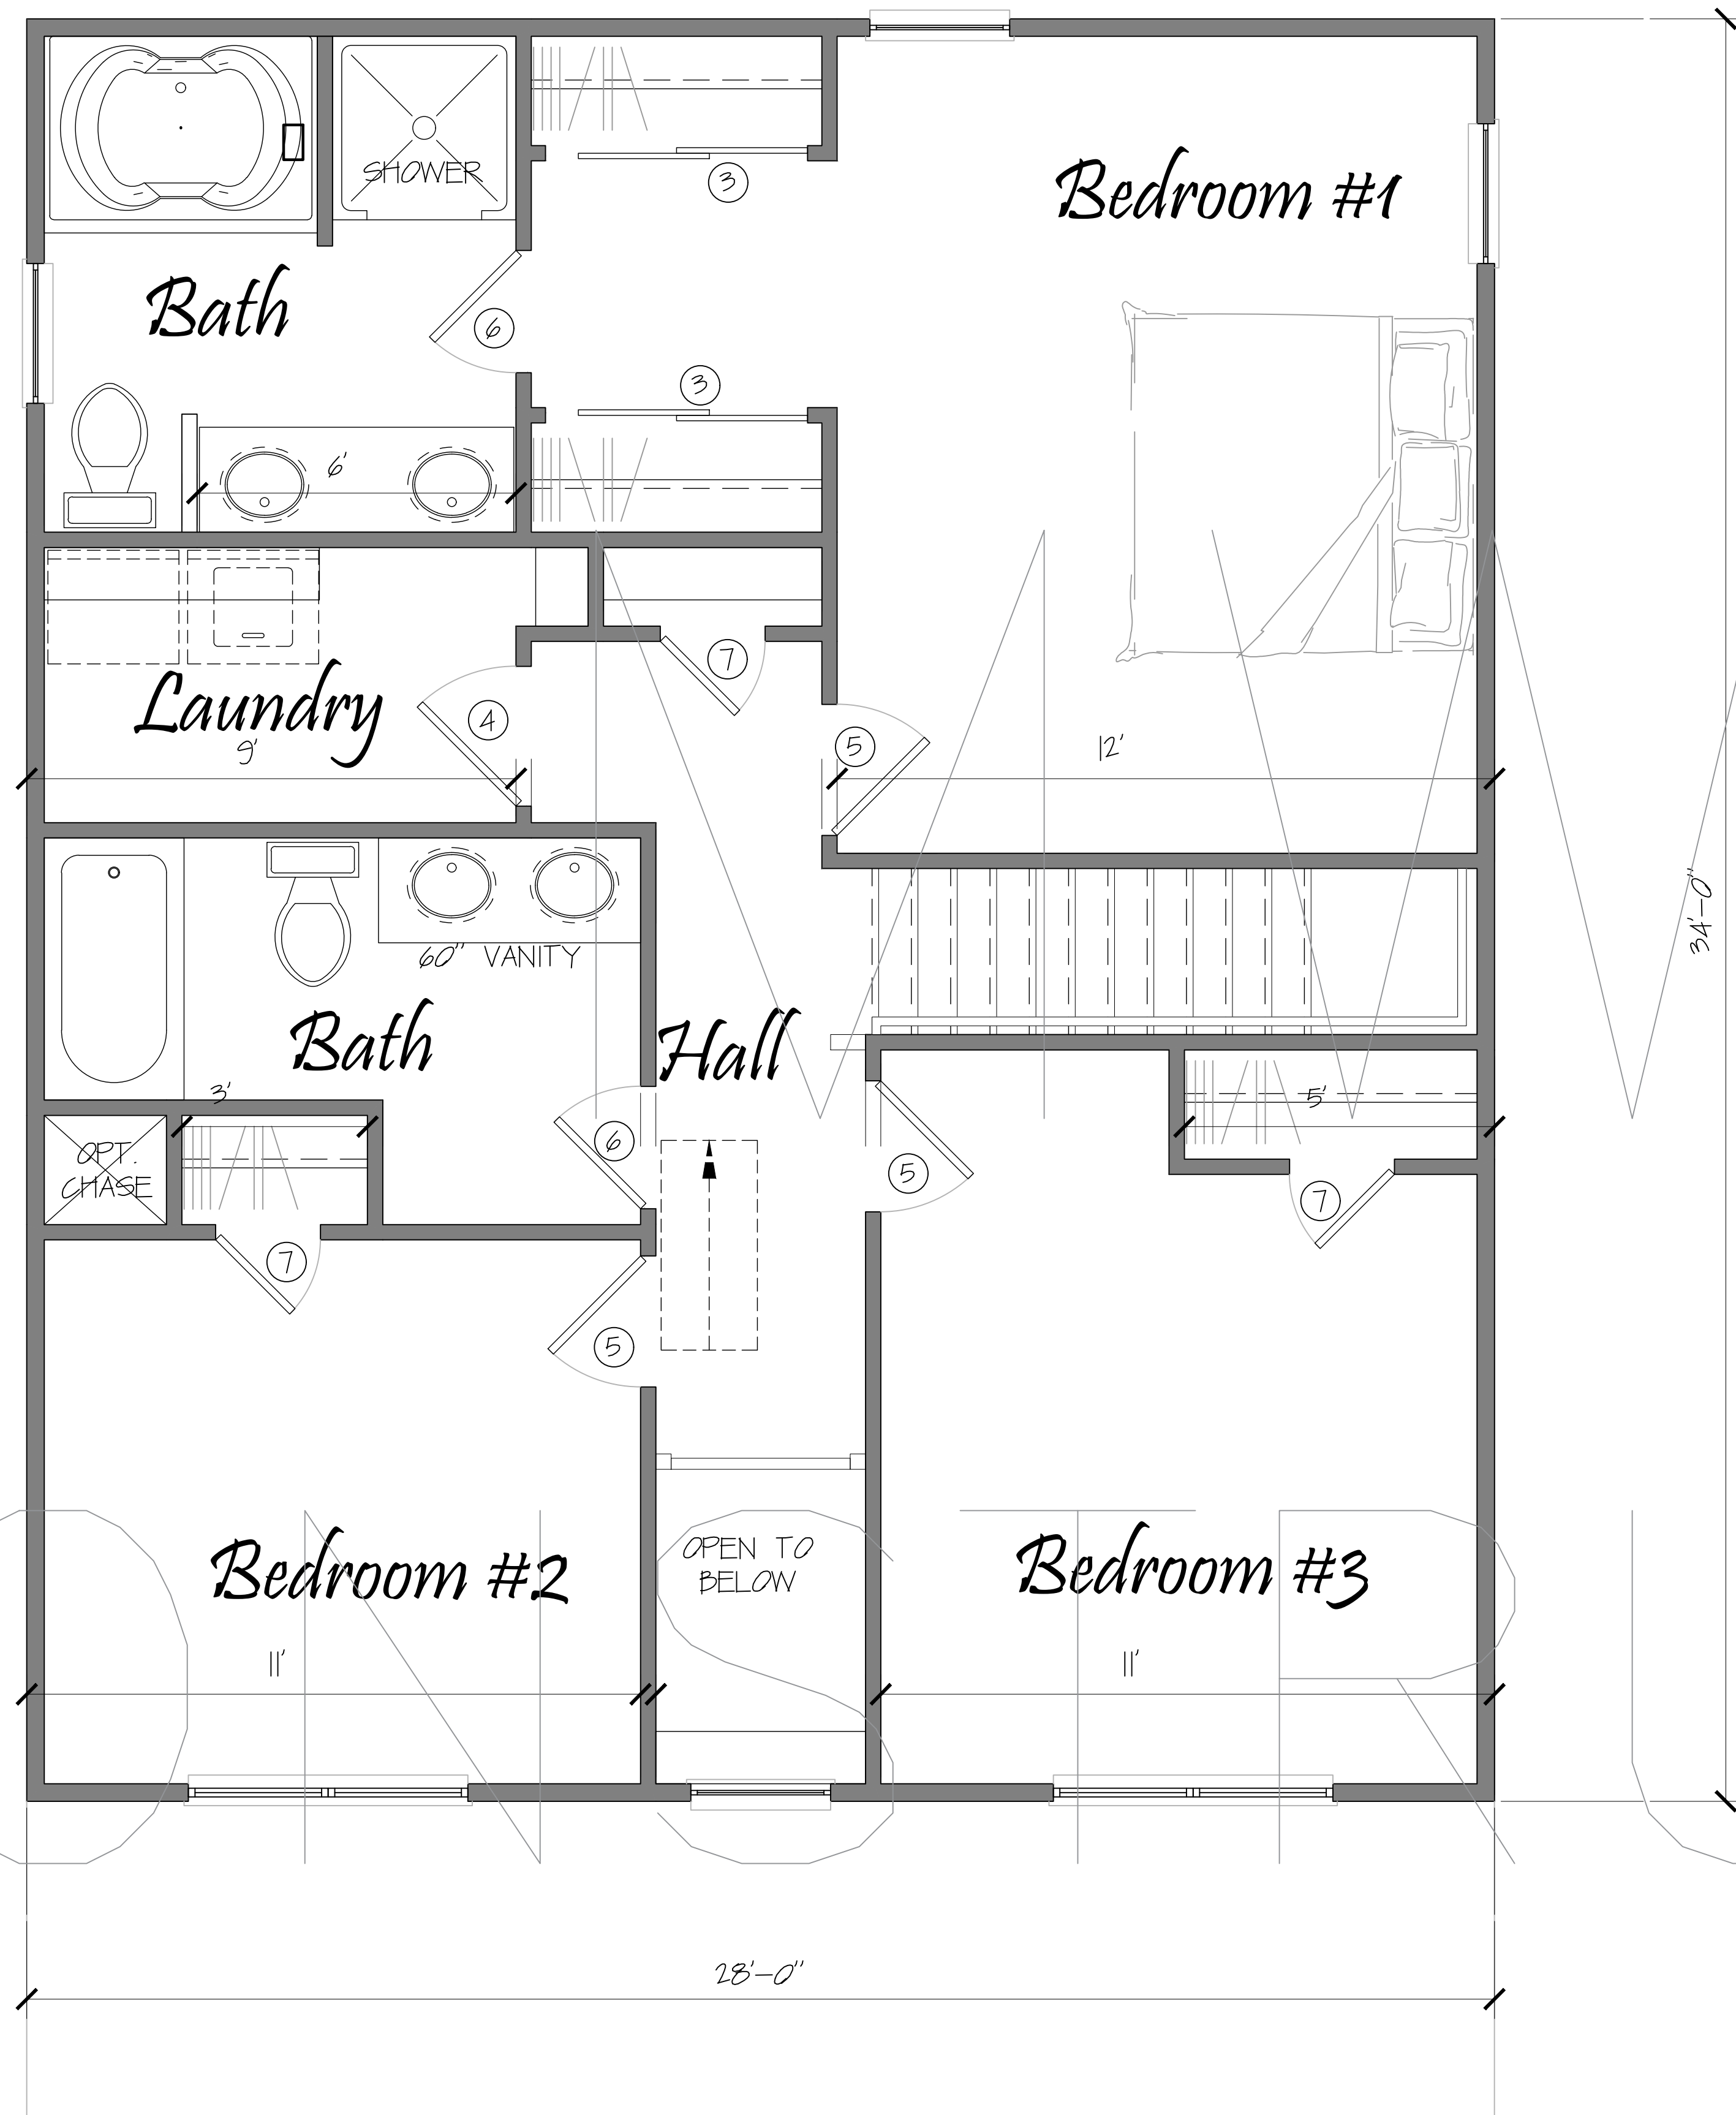 SHOWER
3
Bedroom #1
Bath
6
3
6'
7
Laundry
4
5
9'
12'
34'-0"
60" VANITY
Bath
Hall
3'
5'
OPT.
CHASE
6
5
7
7
5
OPEN TO
BELOW
Bedroom #2
Bedroom #3
11'
11'
28'-0"